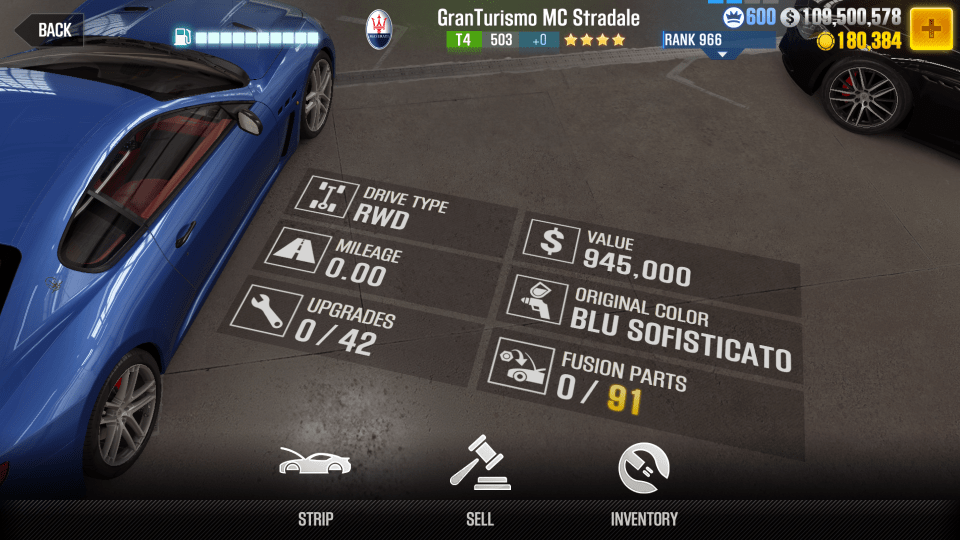 BACK
GranTurismo MC Stradale
T4 503 +0
RANK 966
600
109,500,578
180,384
DRIVE TYPE
RWD
MILEAGE
0.00
UPGRADES
0 / 42
VALUE
945,000
ORIGINAL COLOR
BLU SOFISTICATO
FUSION PARTS
0 / 91
STRIP
SELL
INVENTORY